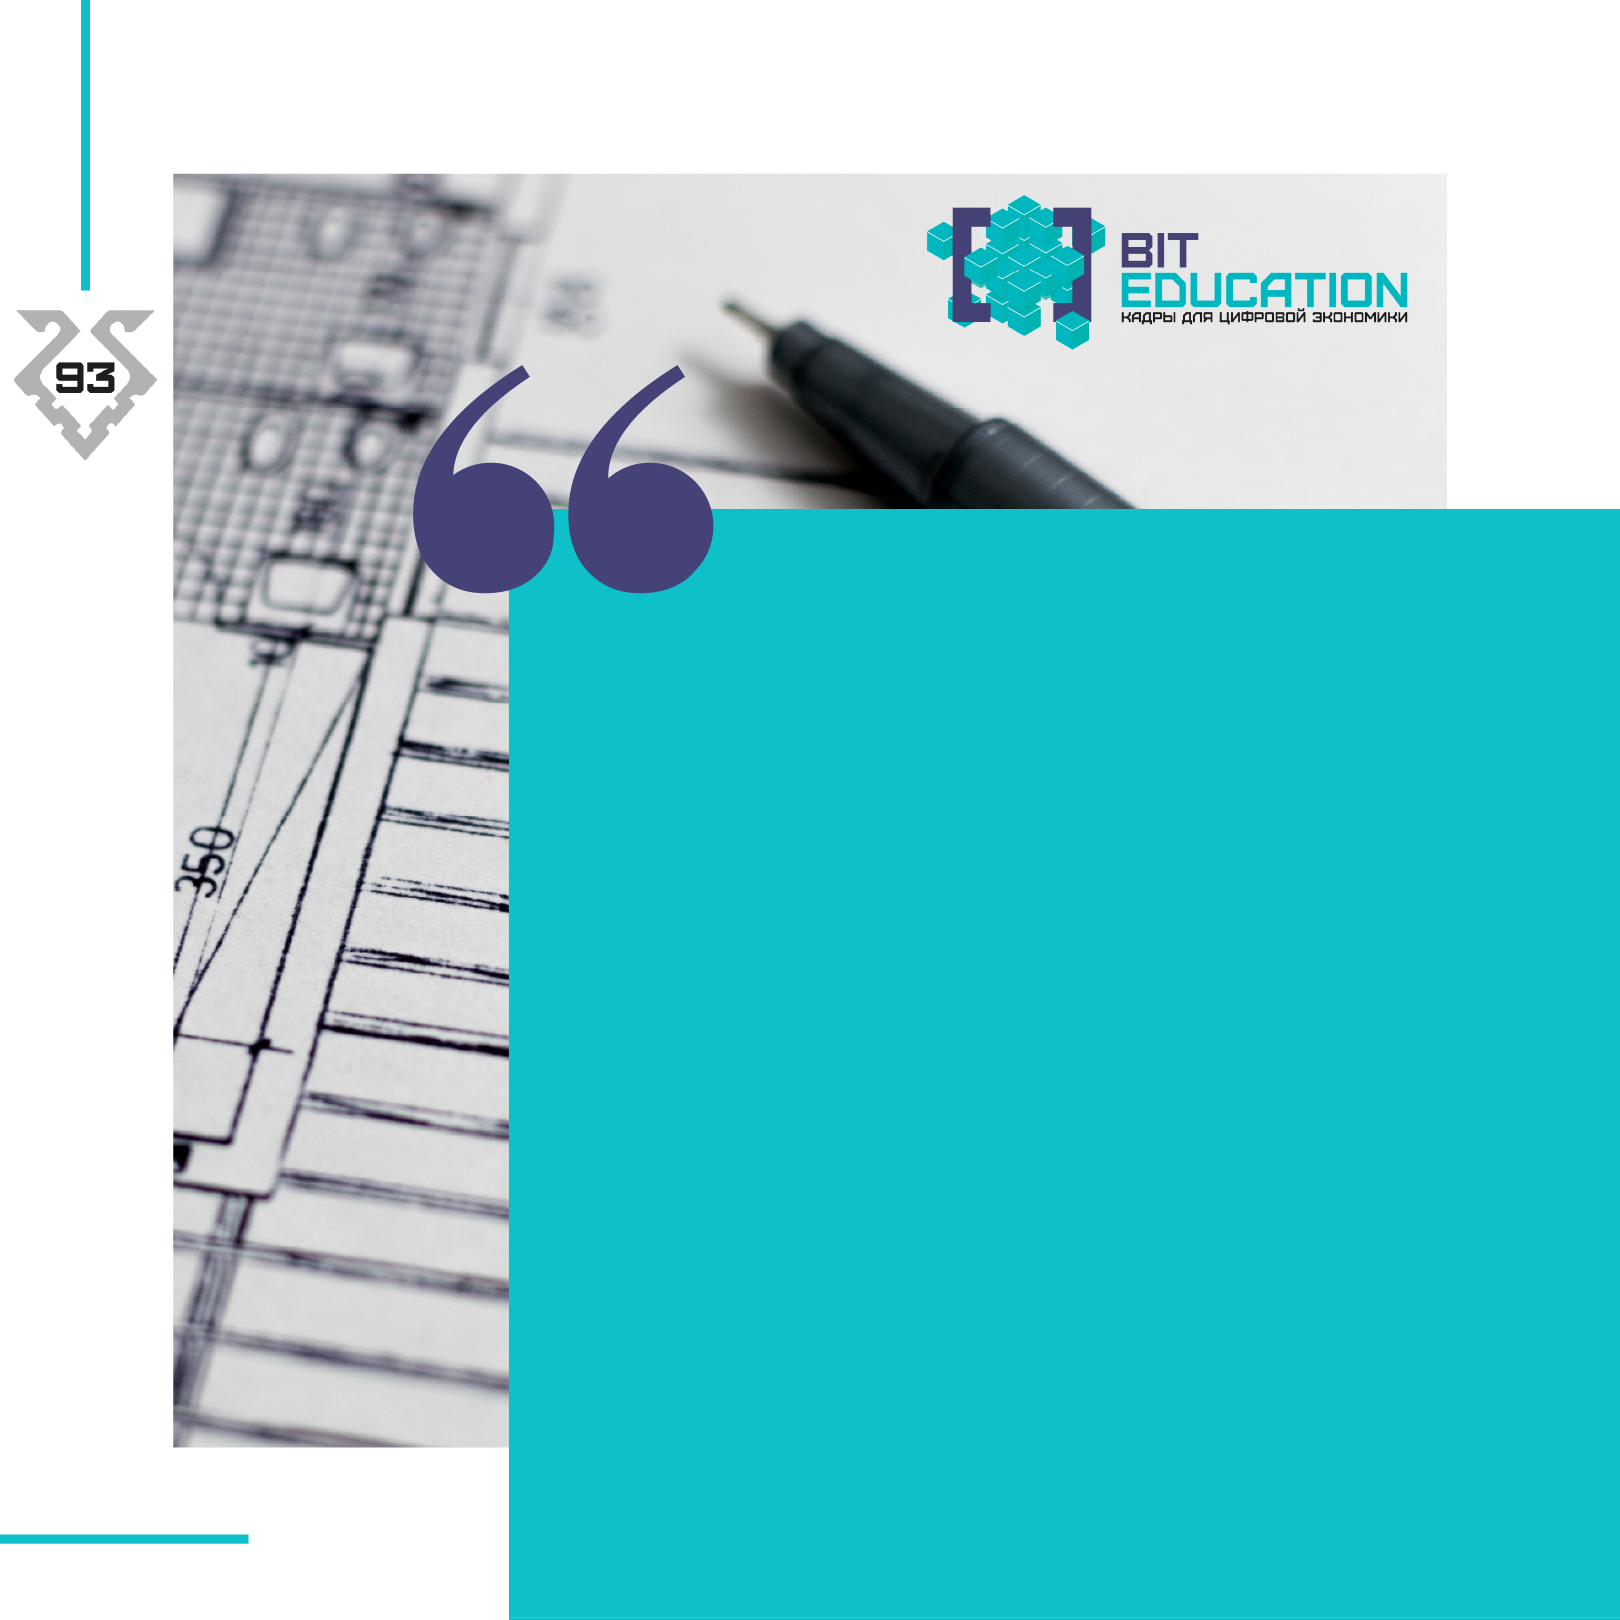 BIT
EDUCATION
КАДРЫ ДЛЯ ЦИФРОВОЙ ЭКОНОМИКИ
93
350